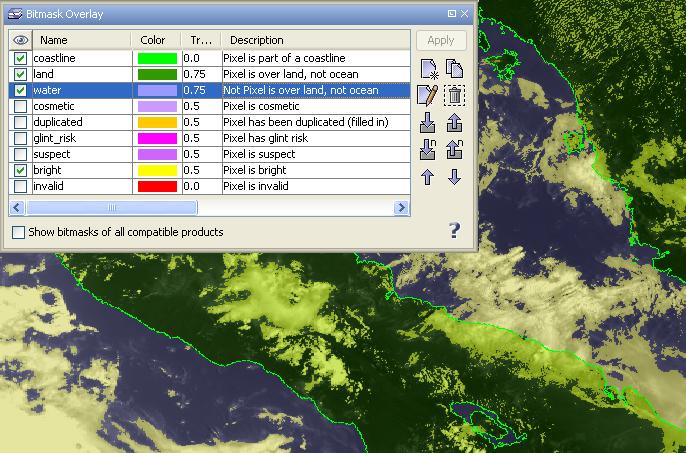 Bitmask Overlay
Name Color Tr... Description
coastline 0.0 Pixel is part of a coastline
land 0.75 Pixel is over land, not ocean
water 0.75 Not Pixel is over land, not ocean
cosmetic 0.5 Pixel is cosmetic
duplicated 0.5 Pixel has been duplicated (filled in)
glint_risk 0.5 Pixel has glint risk
suspect 0.5 Pixel is suspect
bright 0.5 Pixel is bright
invalid 0.0 Pixel is invalid
Show bitmasks of all compatible products
Apply
?